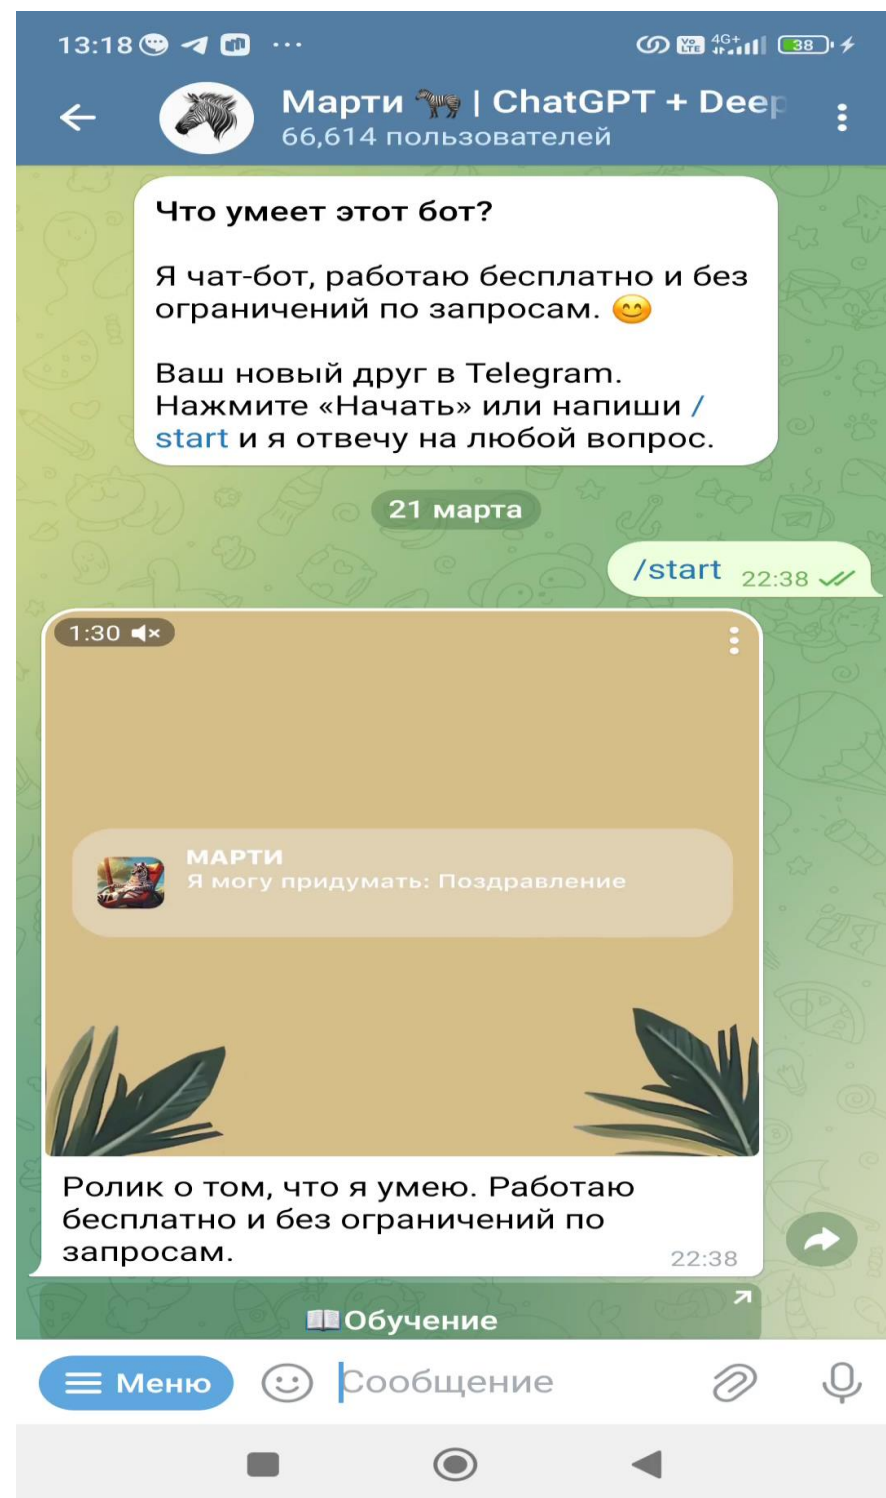 13:18
Vo LTE 4G+ 38
Марти 🦓 | ChatGPT + Deep
66,614 пользователей
Что умеет этот бот?
Я чат-бот, работаю бесплатно и без
ограничений по запросам. 😊
Ваш новый друг в Telegram.
Нажмите «Начать» или напиши /
start и я отвечу на любой вопрос.
21 марта
/start 22:38
1:30
МАРТИ
Я могу придумать: Поздравление
Ролик о том, что я умею. Работаю
бесплатно и без ограничений по
запросам. 22:38
📖Обучение
Меню Сообщение